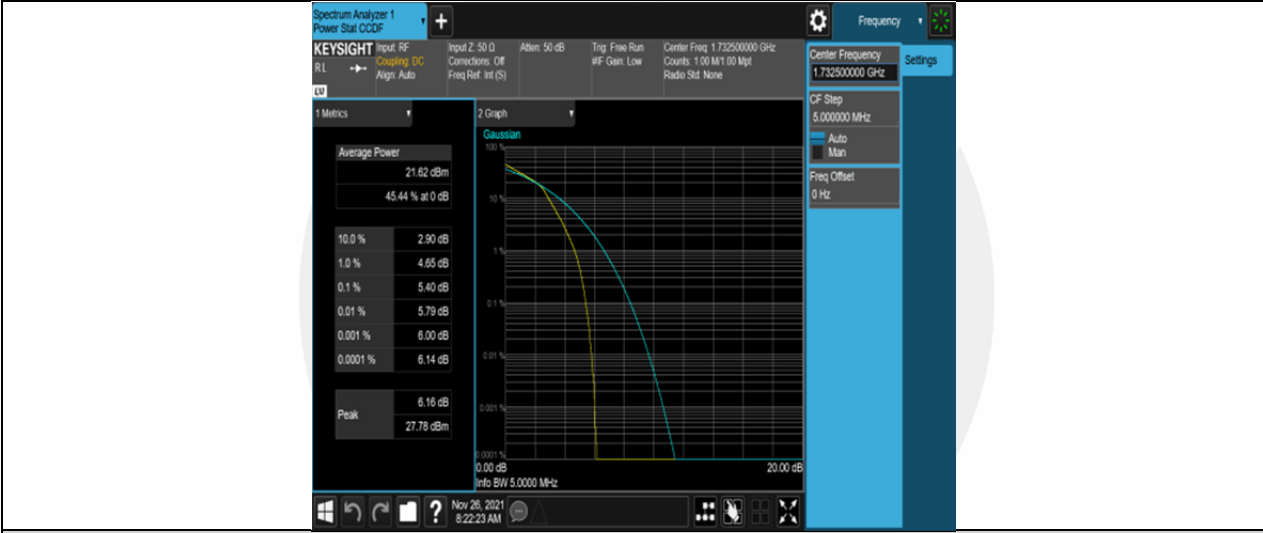 Spectrum Analyzer 1
Power Stat CCDF
+
Frequency
KEYSIGHT
RL
LV
Input: RF
Coupling: DC
Align: Auto
Input Z: 50 Ω
Corrections: Off
Freq Ref: Int (S)
Atten: 50 dB
Trig: Free Run
#IF Gain: Low
Center Freq: 1.732500000 GHz
Counts: 1.00 M/1.00 Mpt
Radio Std: None
Center Frequency
1.732500000 GHz
Settings
CF Step
5.000000 MHz
Auto
Man
Freq Offset
0 Hz
1 Metrics
Average Power
21.62 dBm
45.44 % at 0 dB
10.0 % 2.90 dB
1.0 % 4.65 dB
0.1 % 5.40 dB
0.01 % 5.79 dB
0.001 % 6.00 dB
0.0001 % 6.14 dB
Peak
6.16 dB
27.78 dBm
2 Graph
Gaussian
100 %
10 %
1 %
0.1 %
0.01 %
0.001 %
0.0001 %
0.00 dB 20.00 dB
Info BW 5.0000 MHz
?
Nov 26, 2021
8:22:23 AM